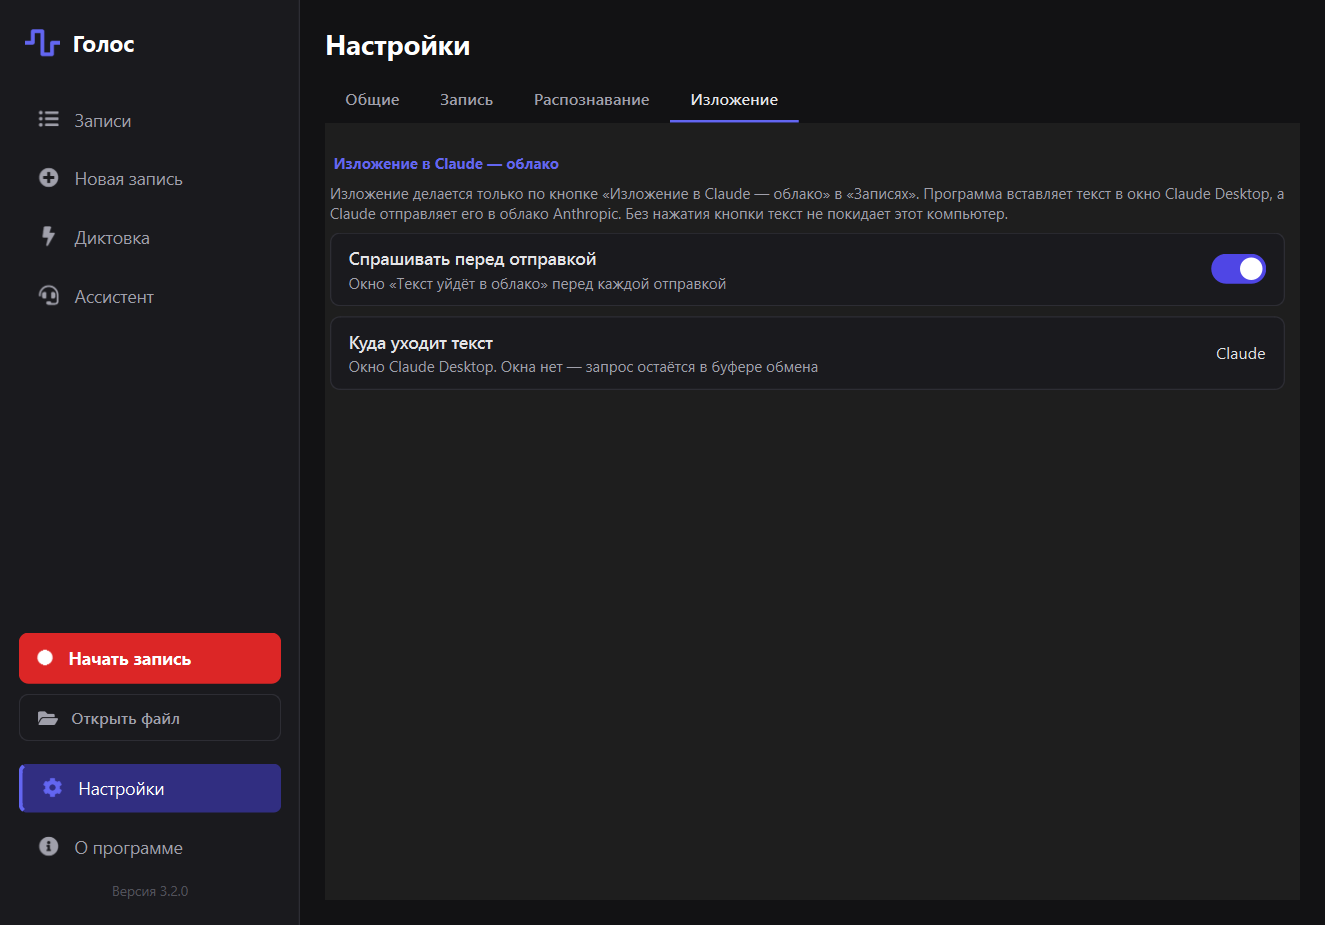 Голос
Записи
Новая запись
Диктовка
Ассистент
Начать запись
Открыть файл
Настройки
О программе
Версия 3.2.0
Настройки
Общие
Запись
Распознавание
Изложение
Изложение в Claude — облако
Изложение делается только по кнопке «Изложение в Claude — облако» в «Записях». Программа вставляет текст в окно Claude Desktop, а
Claude отправляет его в облако Anthropic. Без нажатия кнопки текст не покидает этот компьютер.
Спрашивать перед отправкой
Окно «Текст уйдёт в облако» перед каждой отправкой
Куда уходит текст
Окно Claude Desktop. Окна нет — запрос остаётся в буфере обмена
Claude